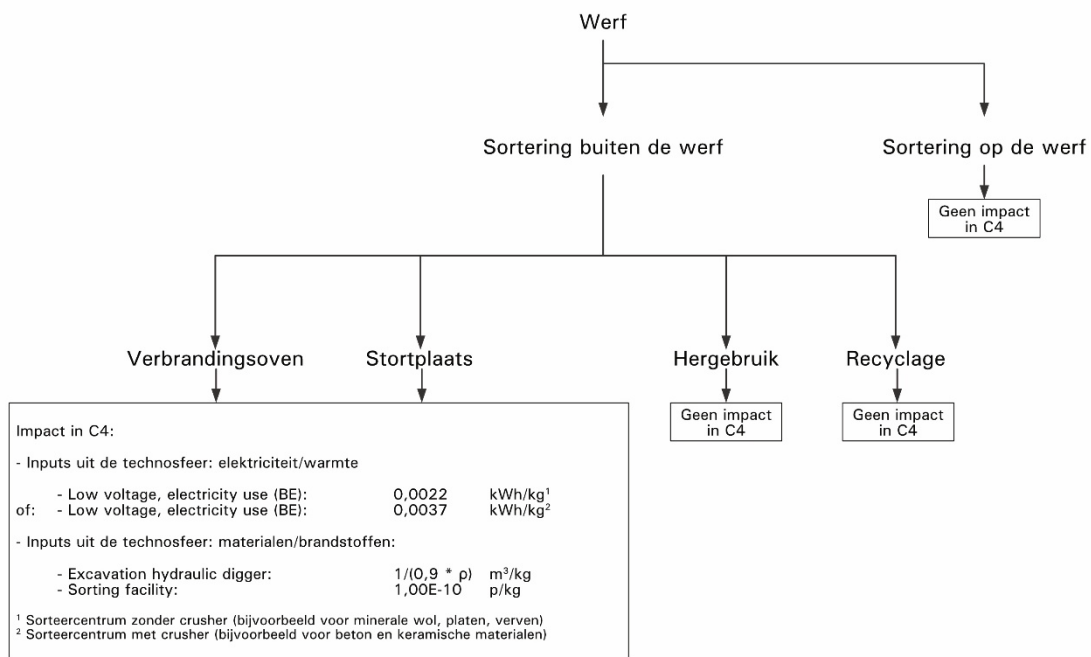 Werf
Sortering buiten de werf
Sortering op de werf
Geen impact
in C4
Verbrandingsoven
Stortplaats
Hergebruik
Recyclage
Geen impact
in C4
Geen impact
in C4
Impact in C4:
- Inputs uit de technosfeer: elektriciteit/warmte
- Low voltage, electricity use (BE): 0,0022 kWh/kg¹
of: - Low voltage, electricity use (BE): 0,0037 kWh/kg²
- Inputs uit de technosfeer: materialen/brandstoffen:
- Excavation hydraulic digger: 1/(0,9 * ρ) m³/kg
- Sorting facility: 1,00E-10 p/kg
¹ Sorteercentrum zonder crusher (bijvoorbeeld voor minerale wol, platen, verven)
² Sorteercentrum met crusher (bijvoorbeeld voor beton en keramische materialen)